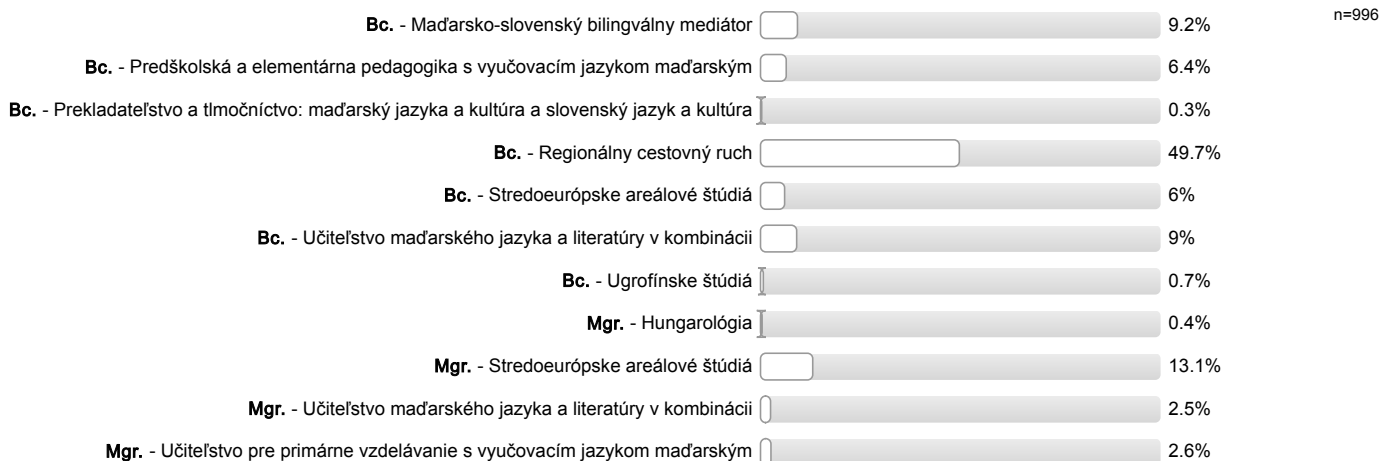 Bc. - Maďarsko-slovenský bilingválny mediátor 9.2% n=996
Bc. - Predškolská a elementárna pedagogika s vyučovacím jazykom maďarským 6.4%
Bc. - Prekladateľstvo a tlmočníctvo: maďarský jazyka a kultúra a slovenský jazyk a kultúra 0.3%
Bc. - Regionálny cestovný ruch 49.7%
Bc. - Stredoeurópske areálové štúdiá 6%
Bc. - Učiteľstvo maďarského jazyka a literatúry v kombinácii 9%
Bc. - Ugrofínske štúdiá 0.7%
Mgr. - Hungarológia 0.4%
Mgr. - Stredoeurópske areálové štúdiá 13.1%
Mgr. - Učiteľstvo maďarského jazyka a literatúry v kombinácii 2.5%
Mgr. - Učiteľstvo pre primárne vzdelávanie s vyučovacím jazykom maďarským 2.6%